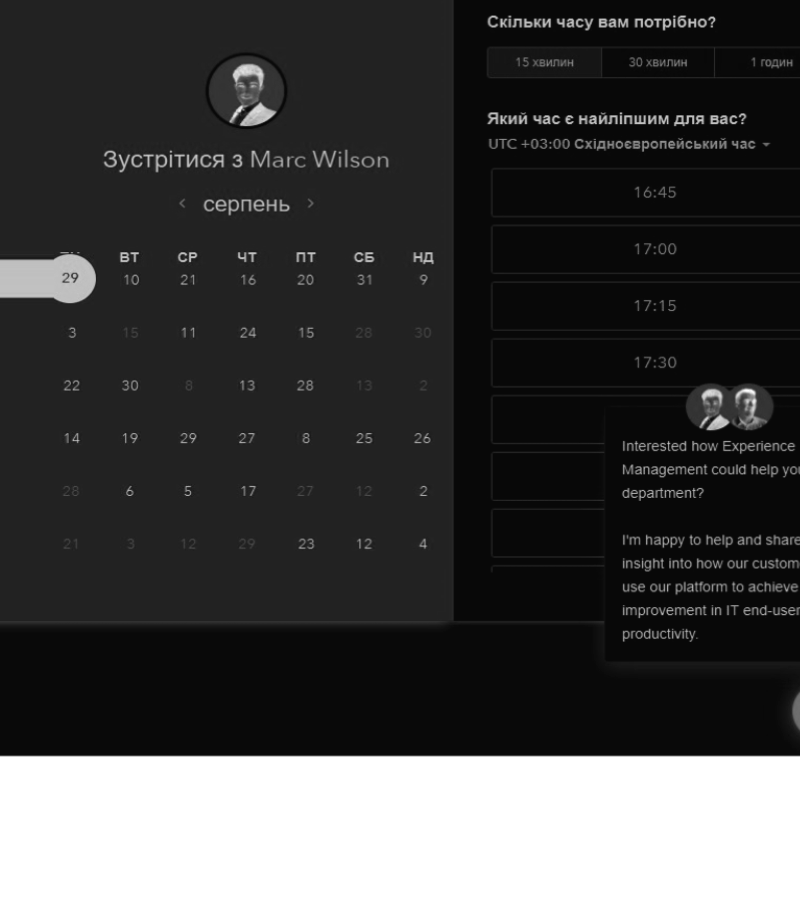 Зустрітися з Marc Wilson
серпень
ВТ СР ЧТ ПТ СБ НД
29 10 21 16 20 31 9
3 15 11 24 15 28 30
22 30 8 13 28 13 2
14 19 29 27 8 25 26
28 6 5 17 27 12 2
21 3 12 29 23 12 4
Скільки часу вам потрібно?
15 хвилин 30 хвилин 1 годин
Який час є найліпшим для вас?
UTC +03:00 Східноєвропейський час
16:45
17:00
17:15
17:30
Interested how Experience
Management could help you
department?
I'm happy to help and share
insight into how our custome
use our platform to achieve
improvement in IT end-user
productivity.